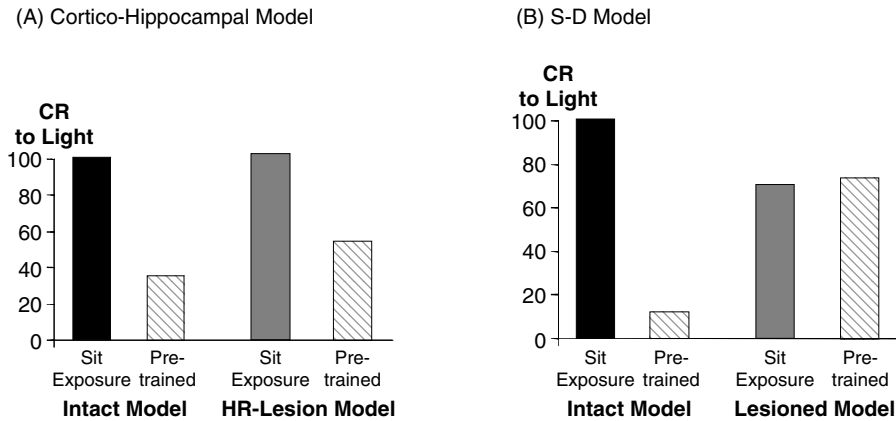 (A) Cortico-Hippocampal Model
CR
to Light
100
80
60
40
20
0
Sit
Exposure
Pre-
trained
Sit
Exposure
Pre-
trained
Intact Model
HR-Lesion Model
(B) S-D Model
CR
to Light
100
80
60
40
20
0
Sit
Exposure
Pre-
trained
Sit
Exposure
Pre-
trained
Intact Model
Lesioned Model